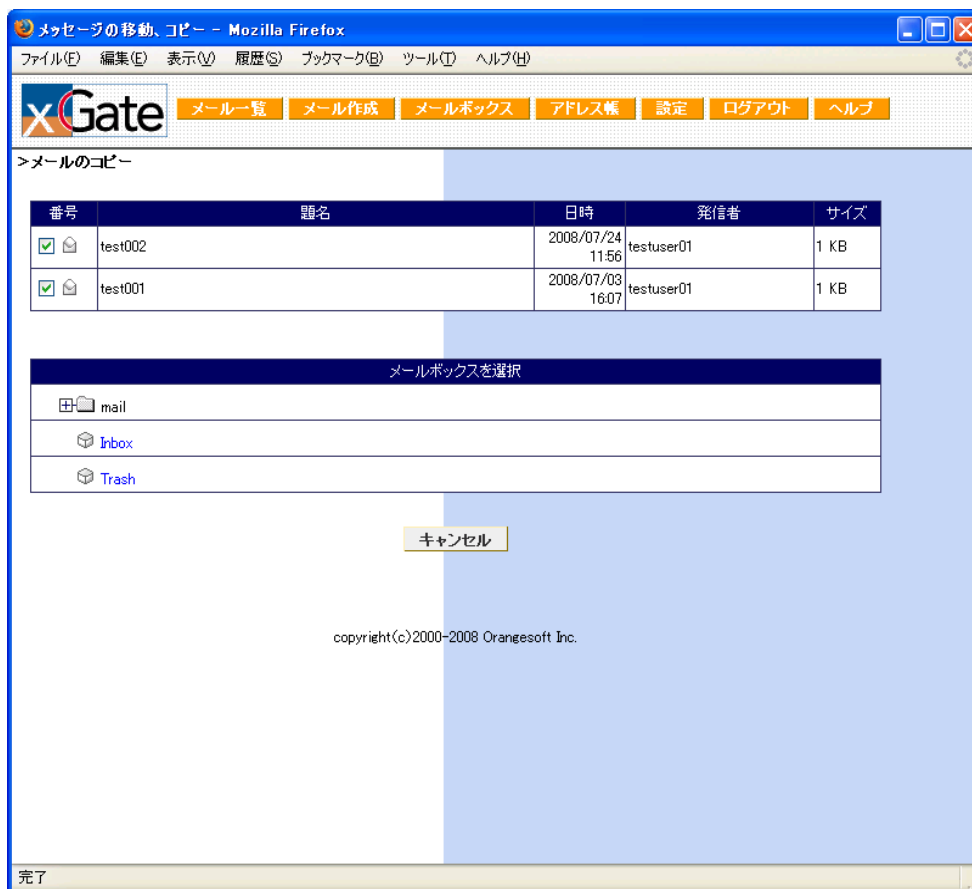 メッセージの移動、コピー - Mozilla Firefox
ファイル(F) 編集(E) 表示(V) 履歴(S) ブックマーク(B) ツール(T) ヘルプ(H)
xGate メール一覧 メール作成 メールボックス アドレス帳 設定 ログアウト ヘルプ
>メールのコピー
番号 題名 日時 発信者 サイズ
test002 2008/07/24 11:56 testuser01 1 KB
test001 2008/07/03 16:07 testuser01 1 KB
メールボックスを選択
mail
Inbox
Trash
キャンセル
copyright(c)2000-2008 Orangesoft Inc.
完了